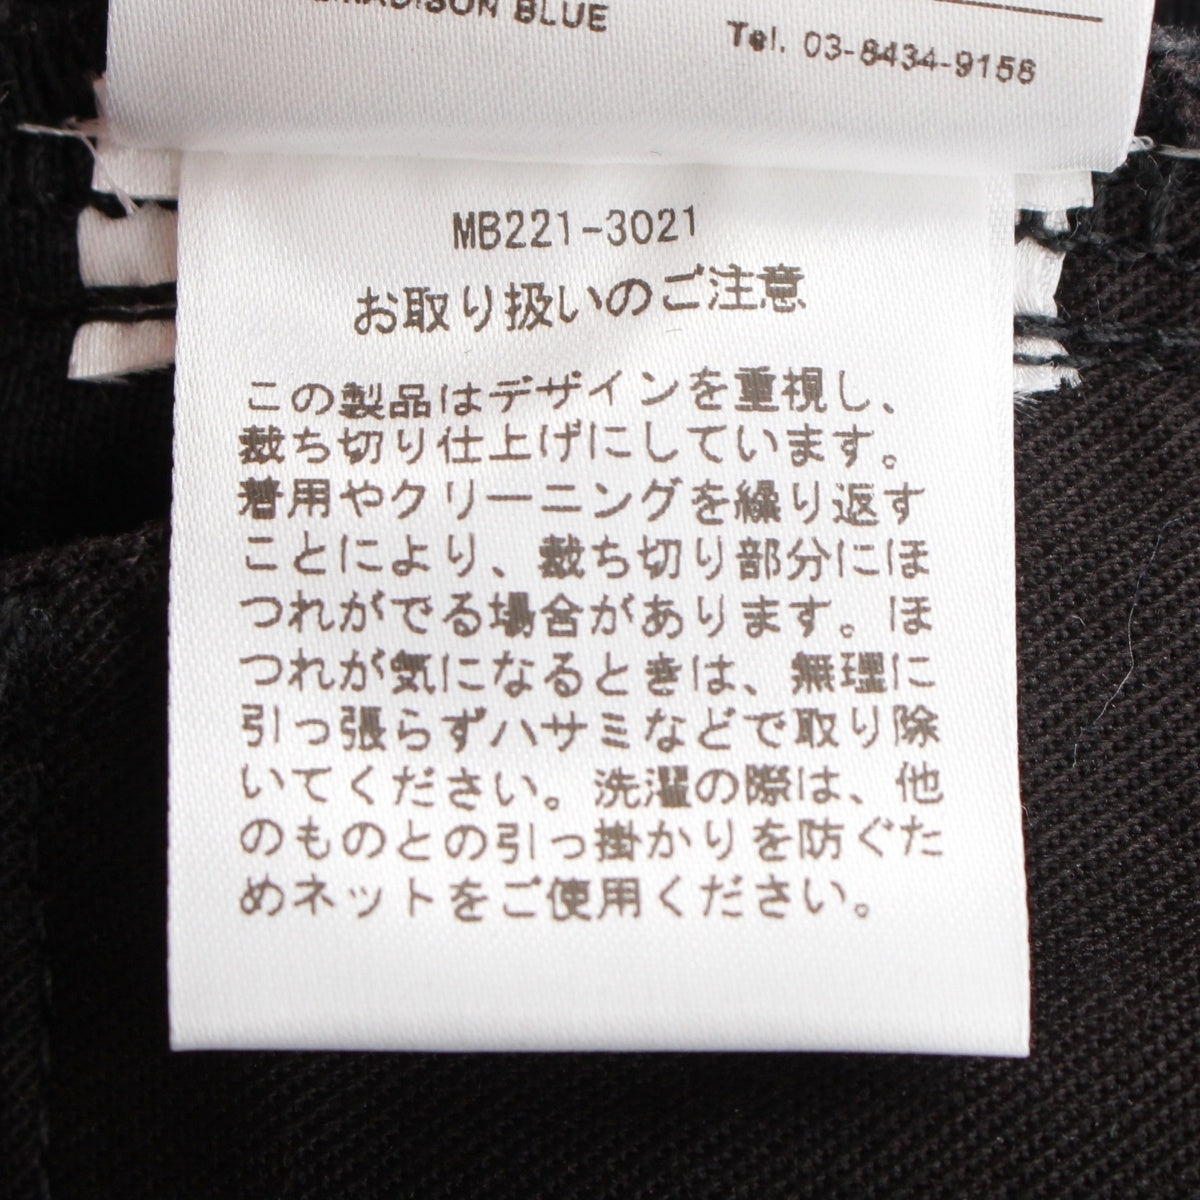 MADISON BLUE
Tel. 03-6434-9156
MB221-3021
お取り扱いのご注意
この製品はデザインを重視し、
裁ち切り仕上げにしています。
着用やクリーニングを繰り返す
ことにより、裁ち切り部分にほ
つれがでる場合があります。ほ
つれが気になるときは、無理に
引っ張らずハサミなどで取り除
いてください。洗濯の際は、他
のものとの引っ掛かりを防ぐた
めネットをご使用ください。